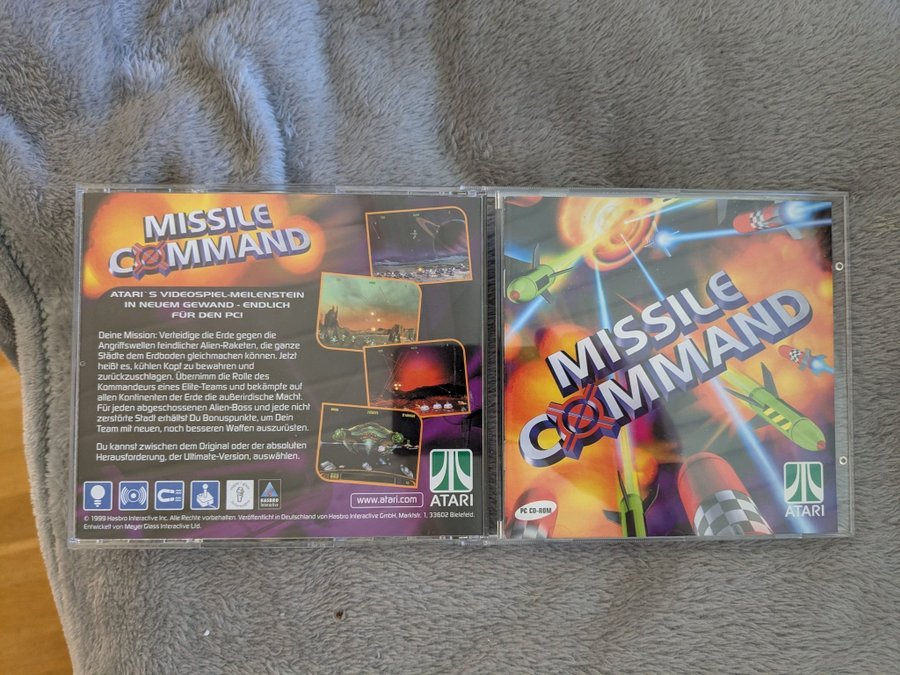 MISSILE
COMMAND
ATARI´S VIDEOSPIEL-MEILENSTEIN
IN NEUEM GEWAND - ENDLICH
FÜR DEN PC!
Deine Mission: Verteidige die Erde gegen die
Angriffswellen feindlicher Alien-Raketen, die ganze
Städte dem Erdboden gleichmachen können. Jetzt
heißt es, kühlen Kopf zu bewahren und
zurückzuschlagen. Übernimm die Rolle des
Kommandeurs eines Elite-Teams und bekämpfe auf
allen Kontinenten der Erde die außerirdische Macht.
Für jeden abgeschossenen Alien-Boss und jede nicht
zerstörte Stadt erhältst Du Bonuspunkte, um Dein
Team mit neuen, noch besseren Waffen auszurüsten.
Du kannst zwischen dem Original oder der absoluten
Herausforderung, der Ultimate-Version, auswählen.
HASBRO
www.atari.com
ATARI
© 1999 Hasbro Interactive Inc. Alle Rechte vorbehalten. Veröffentlicht in Deutschland von Hasbro Interactive GmbH, Marktstr. 1, 33602 Bielefeld.
Entwickelt von Meyer Glass Interactive Ltd.
MISSILE
COMMAND
PC CD-ROM
ATARI